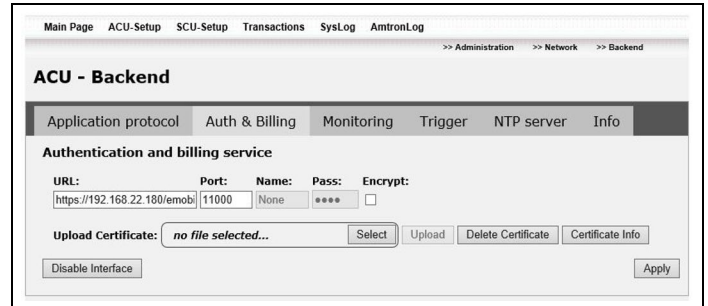 Main Page ACU-Setup SCU-Setup Transactions SysLog AmtronLog
>> Administration >> Network >> Backend
ACU - Backend
Application protocol Auth & Billing Monitoring Trigger NTP server Info
Authentication and billing service
URL: Port: Name: Pass: Encrypt:
https://192.168.22.180/emobi 11000 None ●●●●
Upload Certificate: no file selected... Select Upload Delete Certificate Certificate Info
Disable Interface Apply